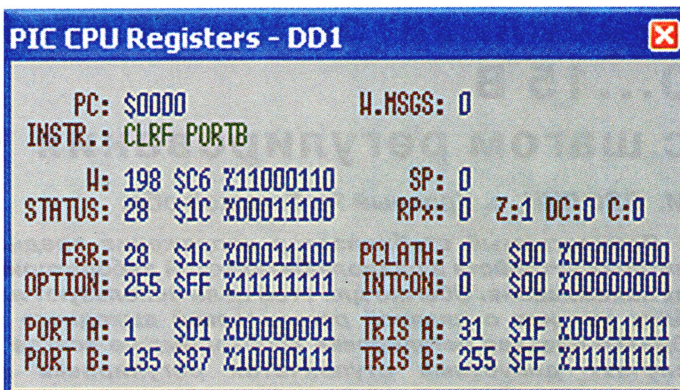 PIC CPU Registers - DD1
PC: $0000 W.MSGS: 0
INSTR.: CLRF PORTB
W: 198 $C6 %11000110 SP: 0
STATUS: 28 $1C %00011100 RPx: 0 Z:1 DC:0 C:0
FSR: 28 $1C %00011100 PCLATH: 0 $00 %00000000
OPTION: 255 $FF %11111111 INTCON: 0 $00 %00000000
PORT A: 1 $01 %00000001 TRIS A: 31 $1F %00011111
PORT B: 135 $87 %10000111 TRIS B: 255 $FF %11111111